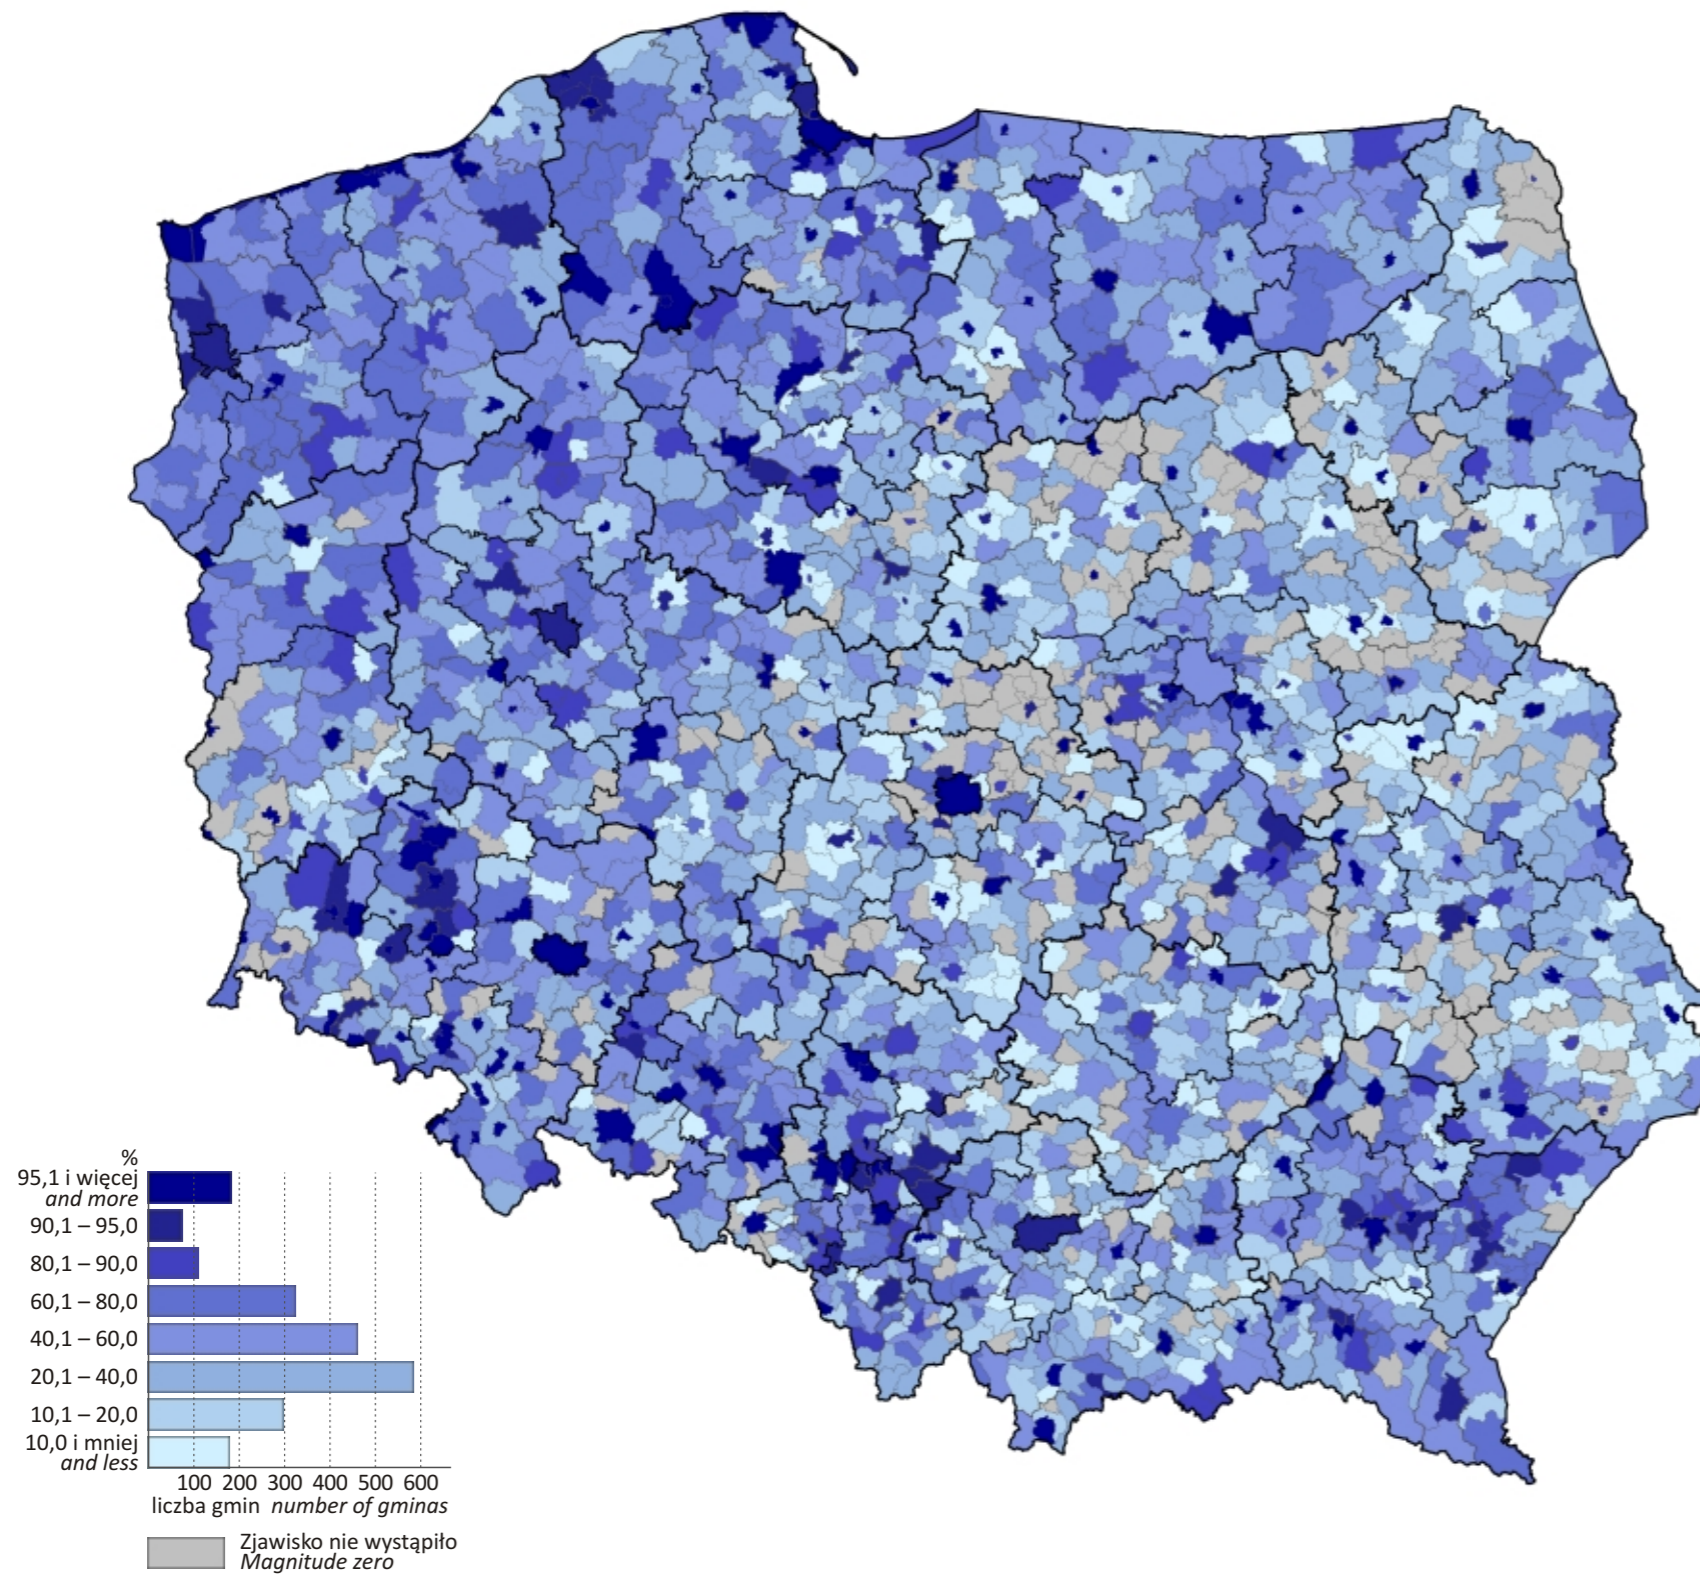 %
95,1 i więcej
and more
90,1 – 95,0
80,1 – 90,0
60,1 – 80,0
40,1 – 60,0
20,1 – 40,0
10,1 – 20,0
10,0 i mniej
and less
100 200 300 400 500 600
liczba gmin number of gminas
Zjawisko nie wystąpiło
Magnitude zero